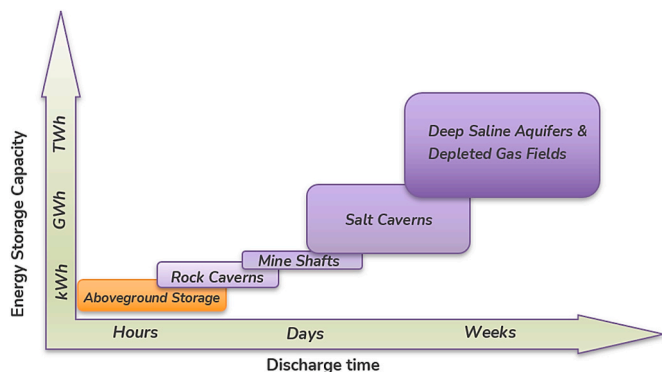 Energy Storage Capacity
TWh
GWh
kWh
Deep Saline Aquifers &
Depleted Gas Fields
Salt Caverns
Mine Shafts
Rock Caverns
Aboveground Storage
Hours
Days
Weeks
Discharge time